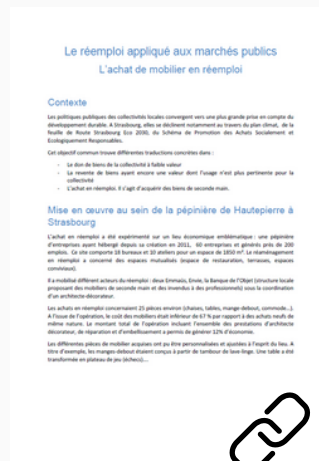 Le réemploi appliqué aux marchés publics
L'achat de mobilier en réemploi
Contexte
Les politiques publiques des collectivités locales convergent vers une plus grande prise en compte du
développement durable. A Strasbourg, elles se déclinent notamment au travers du plan climat, de la
feuille de Route Strasbourg Eco 2030, du Schéma de Promotion des Achats Socialement et
Ecologiquement Responsables.
Cet objectif commun trouve différentes traductions concrètes dans :
- Le don de biens de la collectivité à faible valeur
- La revente de biens ayant encore une valeur dont l'usage n'est plus pertinente pour la
collectivité
- L'achat en réemploi. Il s'agit d'acquérir des biens de seconde main.
Mise en œuvre au sein de la pépinière de Hautepierre à
Strasbourg
L'achat en réemploi a été expérimenté sur un lieu économique emblématique : une pépinière
d'entreprises ayant hébergé depuis sa création en 2011, 60 entreprises et générés près de 200
emplois. Ce site comporte 18 bureaux et 10 ateliers pour un espace de 1850 m². Le réaménagement
en réemploi a concerné des espaces mutualisés (espace de restauration, terrasses, espaces
conviviaux).
Il a mobilisé différents acteurs du réemploi : deux Emmaüs, Envie, la Banque de l'Objet (structure locale
proposant des mobiliers de seconde main et des invendus à des professionnels) sous la coordination
d'un architecte-décorateur.
Les achats en réemploi concernaient 25 pièces environ (chaises, tables, mange-debout, commode...).
A l'issue de l'opération, le coût des mobiliers était inférieur de 67 % par rapport à des achats neufs de
même nature. Le montant total de l'opération incluant l'ensemble des prestations d'architecte
décorateur, de réparation et d'embellissement a permis de générer 12% d'économie.
Les différentes pièces de mobilier acquises ont pu être personnalisées et ajustées à l'esprit du lieu. A
titre d'exemple, les manges-debout étaient conçus à partir de tambour de lave-linge. Une table a été
transformée en plateau de jeu (échecs)...